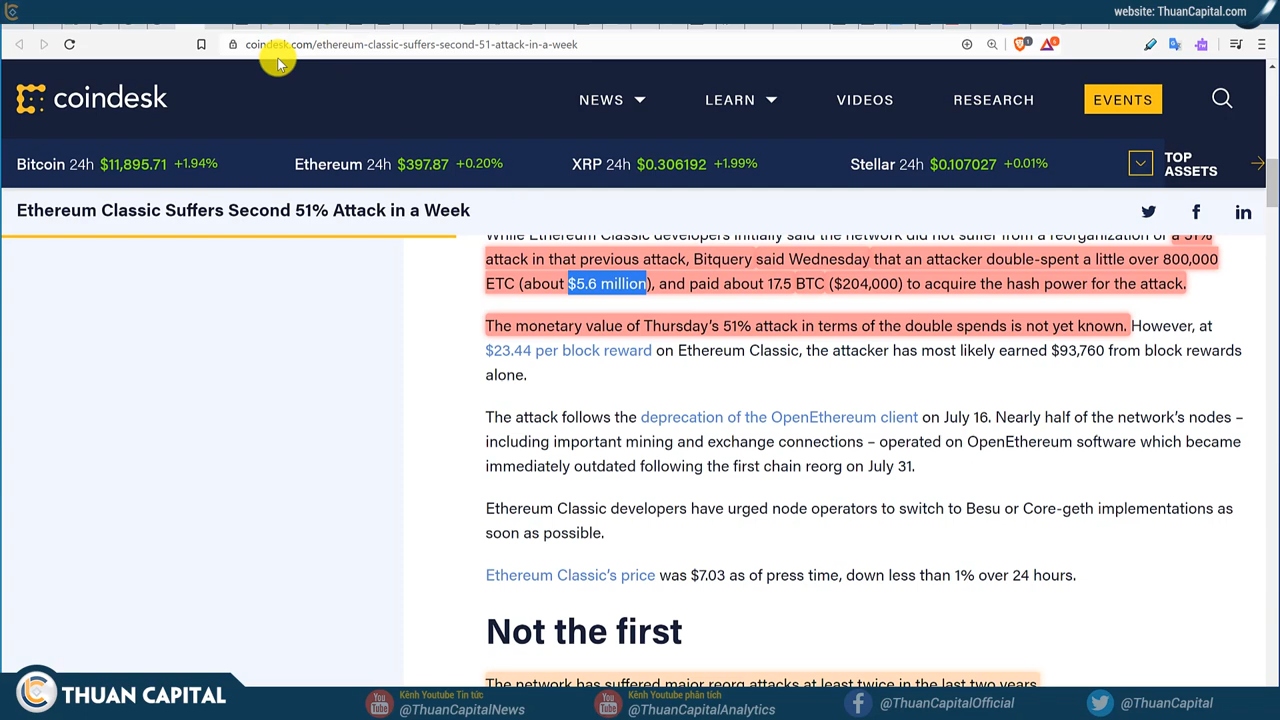 website: ThuanCapital.com
coindesk.com/ethereum-classic-suffers-second-51-attack-in-a-week
1
6
coindesk
NEWS
LEARN
VIDEOS
RESEARCH
EVENTS
Bitcoin 24h $11,895.71 +1.94%
Ethereum 24h $397.87 +0.20%
XRP 24h $0.306192 +1.99%
Stellar 24h $0.107027 +0.01%
TOP
ASSETS
Ethereum Classic Suffers Second 51% Attack in a Week
While Ethereum Classic developers initially said the network did not suffer from a reorganization or a 51%
attack in that previous attack, Bitquery said Wednesday that an attacker double-spent a little over 800,000
ETC (about $5.6 million), and paid about 17.5 BTC ($204,000) to acquire the hash power for the attack.
The monetary value of Thursday's 51% attack in terms of the double spends is not yet known. However, at
$23.44 per block reward on Ethereum Classic, the attacker has most likely earned $93,760 from block rewards
alone.
The attack follows the deprecation of the OpenEthereum client on July 16. Nearly half of the network's nodes –
including important mining and exchange connections – operated on OpenEthereum software which became
immediately outdated following the first chain reorg on July 31.
Ethereum Classic developers have urged node operators to switch to Besu or Core-geth implementations as
soon as possible.
Ethereum Classic's price was $7.03 as of press time, down less than 1% over 24 hours.
Not the first
The network has suffered major reorg attacks at least twice in the last two years
THUAN CAPITAL
You Tube
Kênh Youtube Tin tức
@ThuanCapitalNews
You Tube
Kênh Youtube phân tích
@ThuanCapitalAnalytics
@ThuanCapitalOfficial
@ThuanCapital